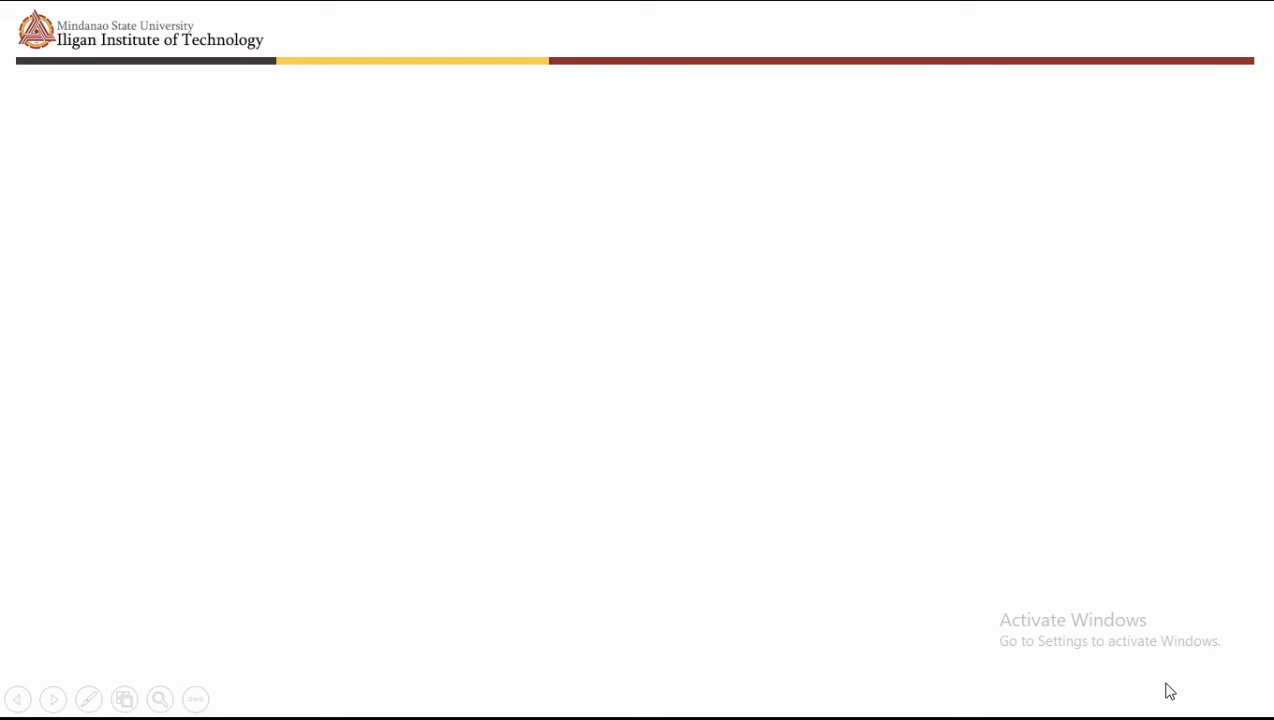 Mindanao State University
Iligan Institute of Technology
Activate Windows
Go to Settings to activate Windows.